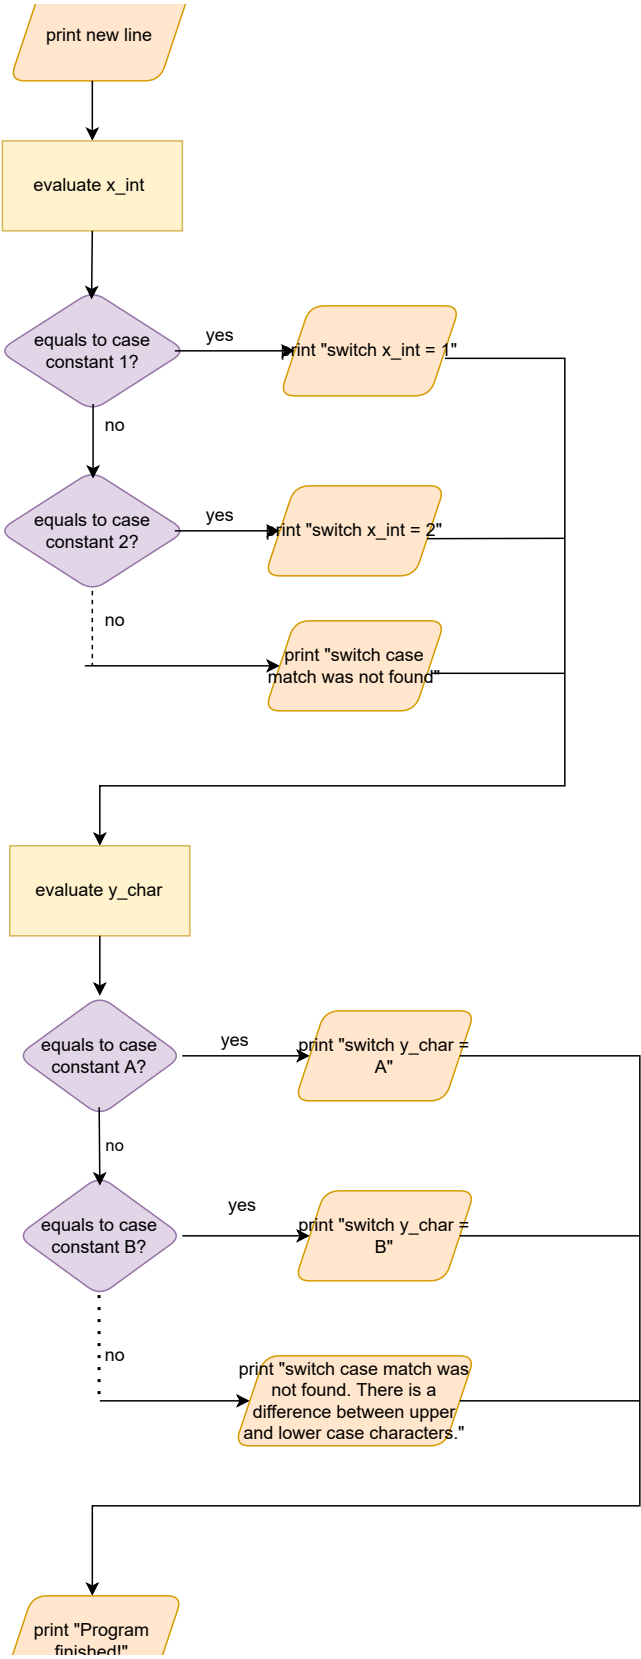 print new line
evaluate x_int
equals to case
constant 1?
yes
print "switch x_int = 1"
no
equals to case
constant 2?
yes
print "switch x_int = 2"
no
print "switch case
match was not found"
evaluate y_char
equals to case
constant A?
yes
print "switch y_char =
A"
no
equals to case
constant B?
yes
print "switch y_char =
B"
no
print "switch case match was
not found. There is a
difference between upper
and lower case characters."
print "Program
finished!"